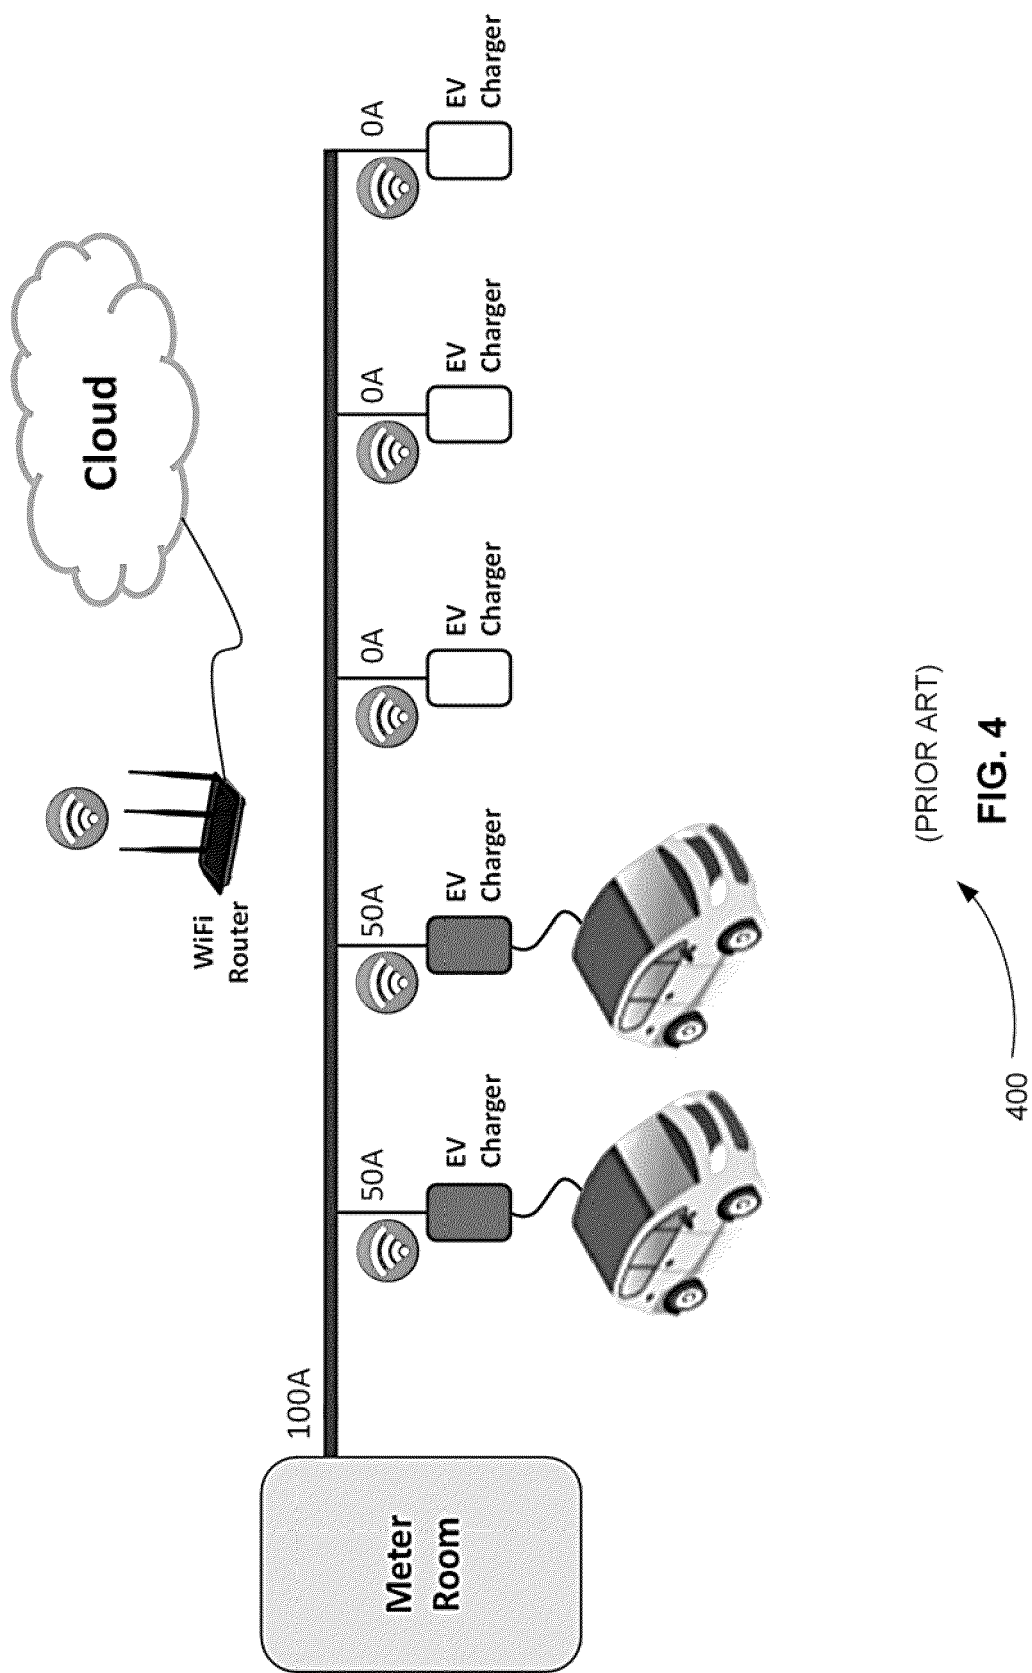 Cloud
WiFi
Router
100A
50A
50A
0A
0A
0A
EV
Charger
EV
Charger
EV
Charger
EV
Charger
EV
Charger
Meter
Room
400
(PRIOR ART)
FIG. 4